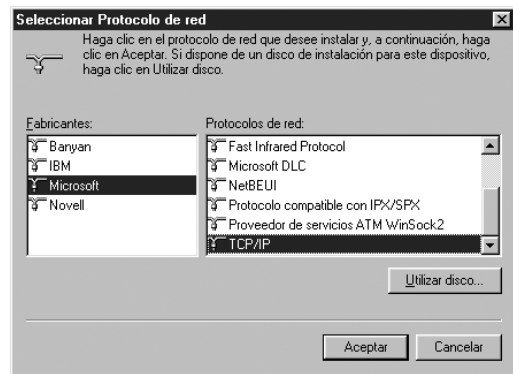 Seleccionar Protocolo de red
Haga clic en el protocolo de red que desee instalar y, a continuación, haga
clic en Aceptar. Si dispone de un disco de instalación para este dispositivo,
haga clic en Utilizar disco.
Fabricantes:
Banyan
IBM
Microsoft
Novell
Protocolos de red:
Fast Infrared Protocol
Microsoft DLC
NetBEUI
Protocolo compatible con IPX/SPX
Proveedor de servicios ATM WinSock2
TCP/IP
Utilizar disco...
Aceptar
Cancelar